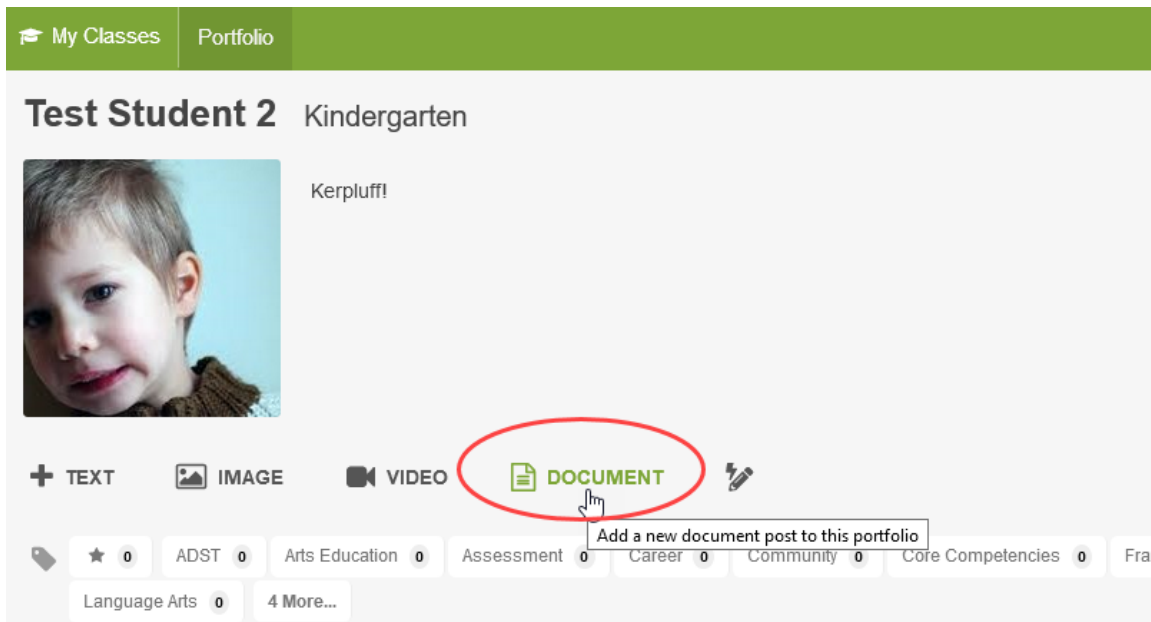 My Classes Portfolio
Test Student 2 Kindergarten
Kerpluff!
TEXT IMAGE VIDEO DOCUMENT
Add a new document post to this portfolio
0 ADST 0 Arts Education 0 Assessment 0 Career 0 Community 0 Core Competencies 0 Fra
Language Arts 0 4 More...